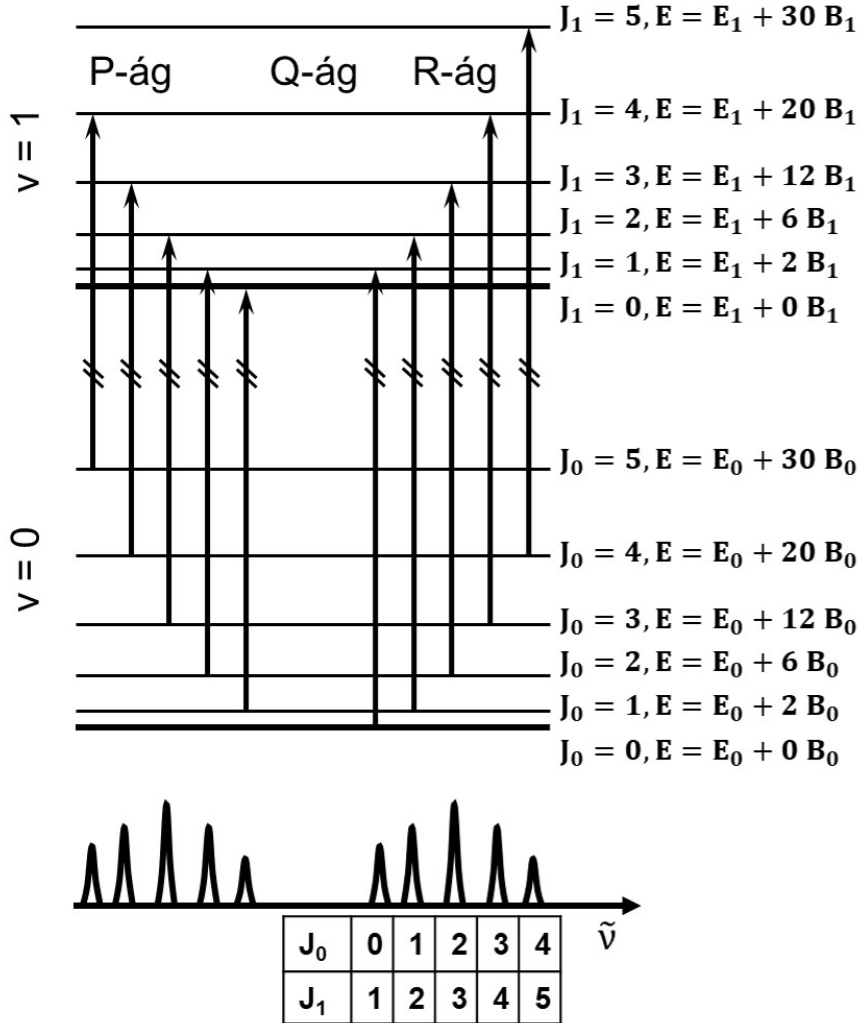 J₁ = 5, E = E₁ + 30 B₁
P-ág Q-ág R-ág
J₁ = 4, E = E₁ + 20 B₁
v = 1
J₁ = 3, E = E₁ + 12 B₁
J₁ = 2, E = E₁ + 6 B₁
J₁ = 1, E = E₁ + 2 B₁
J₁ = 0, E = E₁ + 0 B₁
J₀ = 5, E = E₀ + 30 B₀
v = 0
J₀ = 4, E = E₀ + 20 B₀
J₀ = 3, E = E₀ + 12 B₀
J₀ = 2, E = E₀ + 6 B₀
J₀ = 1, E = E₀ + 2 B₀
J₀ = 0, E = E₀ + 0 B₀
ν̃
J₀ 0 1 2 3 4
J₁ 1 2 3 4 5